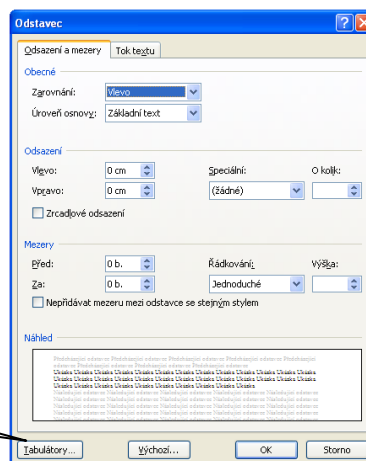 Odstavec
Odsazení a mezery Tok textu
Obecné
Zarovnání: Vlevo
Úroveň osnovy: Základní text
Odsazení
Vlevo: 0 cm Speciální: O kolik:
Vpravo: 0 cm (žádné)
Zrcadlové odsazení
Mezery
Před: 0 b. Řádkování: Výška:
Za: 0 b. Jednoduché
Nepřidávat mezeru mezi odstavce se stejným stylem
Náhled
Tabulátory... Výchozí... OK Storno